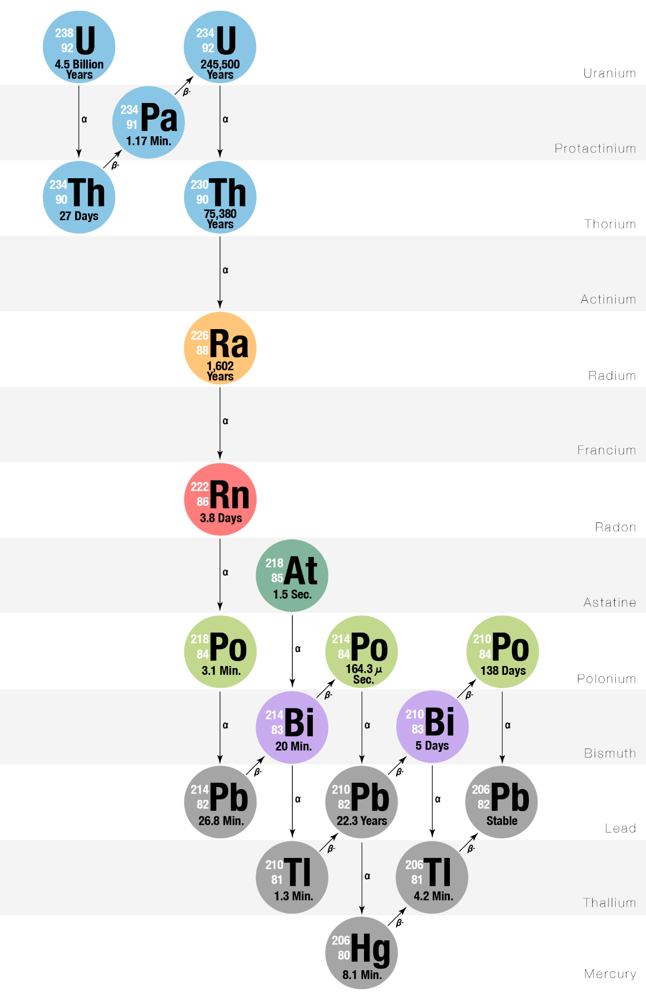 238
92
U
4.5 Billion
Years
234
92
U
245,500
Years
Uranium
β-
234
91
Pa
1.17 Min.
α
α
Protactinium
β-
234
90
Th
27 Days
230
90
Th
75,380
Years
Thorium
α
Actinium
226
88
Ra
1,602
Years
Radium
α
Francium
222
86
Rn
3.8 Days
Radon
α
218
85
At
1.5 Sec.
Astatine
218
84
Po
3.1 Min.
α
214
84
Po
164.3 μ
Sec.
210
84
Po
138 Days
Polonium
β-
β-
α
214
83
Bi
20 Min.
α
210
83
Bi
5 Days
α
Bismuth
β-
β-
214
82
Pb
26.8 Min.
α
210
82
Pb
22.3 Years
α
206
82
Pb
Stable
Lead
β-
β-
210
81
Tl
1.3 Min.
α
206
81
Tl
4.2 Min.
Thallium
β-
206
80
Hg
8.1 Min.
Mercury